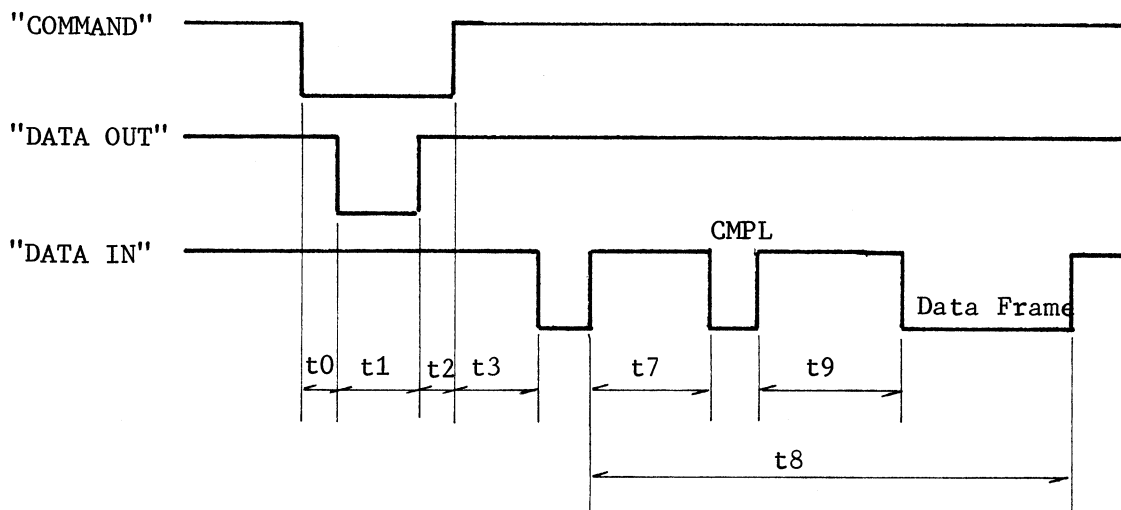 "COMMAND"
"DATA OUT"
"DATA IN"
CMPL
Data Frame
t0 t1 t2 t3 t7 t9
t8